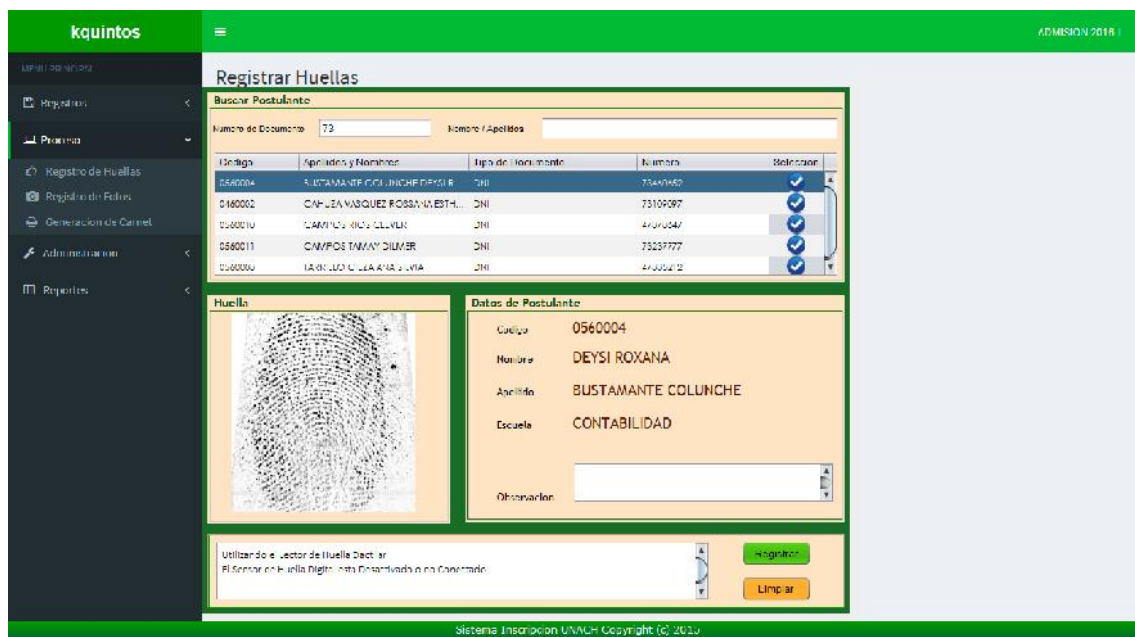 kquintos
ADMISION 2016 I
MENU PRINCIPAL
Registrar Huellas
Registros
Proceso
Registro de Huellas
Registro de Fotos
Generacion de Carnet
Administracion
Reportes
Buscar Postulante
Numero de Documento 73 Nombre / Apellidos
Codigo Apellidos y Nombres Tipo de Documento Numero Seleccion
0560004 BUSTAMANTE COLUNCHE DEYSI R DNI
0460002 VASQUEZ ROSSANA ESTH... DNI 73109097
CAMPOS RIOS CLEVER DNI
0560011 CAMPOS TAMAY DILMER DNI 73237777
DNI
Huella
Datos de Postulante
Codigo 0560004
Nombre DEYSI ROXANA
Apellido BUSTAMANTE COLUNCHE
Escuela CONTABILIDAD
Observacion
Utilizando el Lector de Huella Dactilar
El Sensor de Huella Digital esta Desactivado o no Conectado
Registrar
Limpiar
Sistema Inscripcion UNACH Copyright (c) 2015